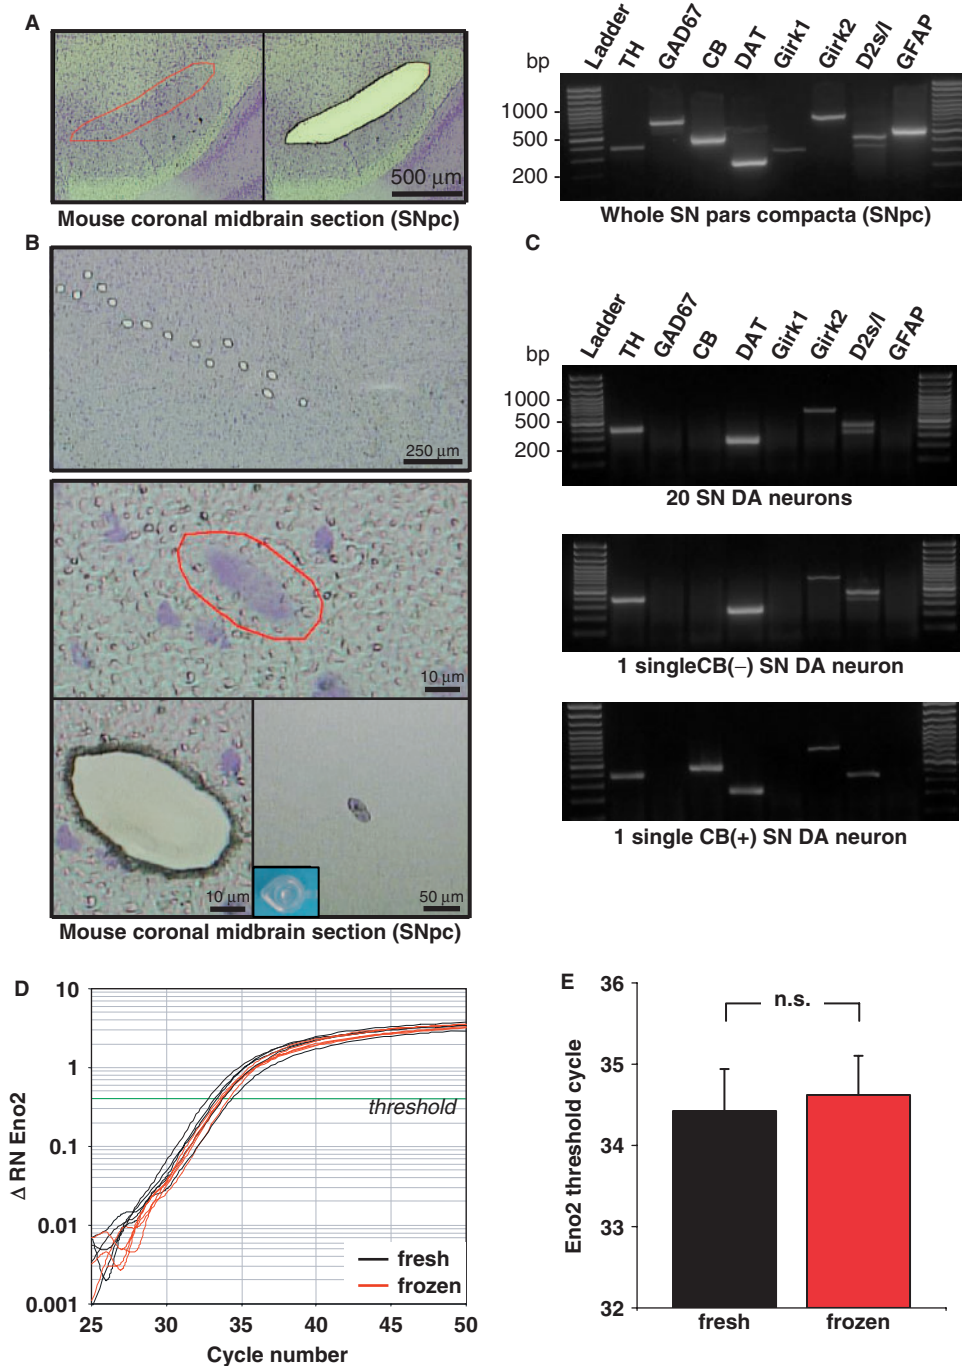 A
500 μm
Mouse coronal midbrain section (SNpc)
bp
Ladder
TH
GAD67
CB
DAT
Girk1
Girk2
D2s/l
GFAP
1000
500
200
Whole SN pars compacta (SNpc)
B
250 μm
10 μm
10 μm
50 μm
Mouse coronal midbrain section (SNpc)
C
bp
Ladder
TH
GAD67
CB
DAT
Girk1
Girk2
D2s/l
GFAP
1000
500
200
20 SN DA neurons
1 singleCB(−) SN DA neuron
1 single CB(+) SN DA neuron
D
Δ RN Eno2
10
1
0.1
0.01
0.001
threshold
fresh
frozen
25
30
35
40
45
50
Cycle number
E
Eno2 threshold cycle
36
35
34
33
32
n.s.
fresh
frozen